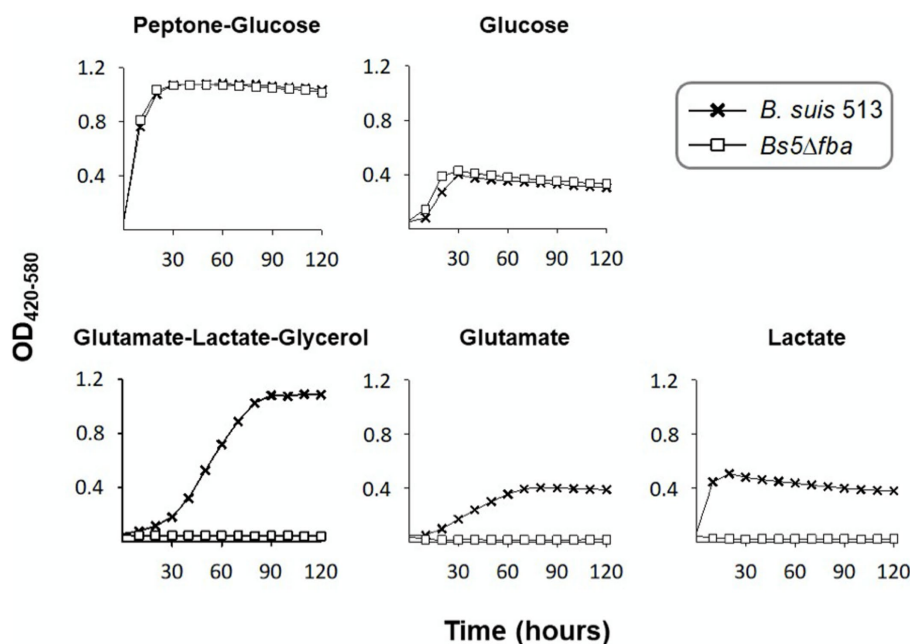 Peptone-Glucose
Glucose
1.2
0.8
0.4
30 60 90 120
1.2
0.8
0.4
30 60 90 120
B. suis 513
Bs5Δfba
OD420-580
Glutamate-Lactate-Glycerol
Glutamate
Lactate
1.2
0.8
0.4
30 60 90 120
1.2
0.8
0.4
30 60 90 120
1.2
0.8
0.4
30 60 90 120
Time (hours)